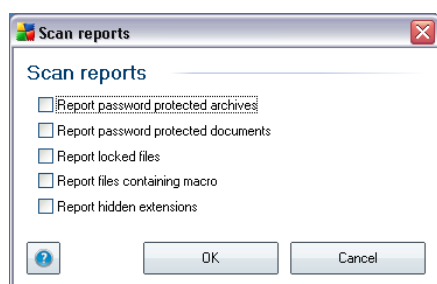 Scan reports
Scan reports
Report password protected archives
Report password protected documents
Report locked files
Report files containing macro
Report hidden extensions
?
OK
Cancel